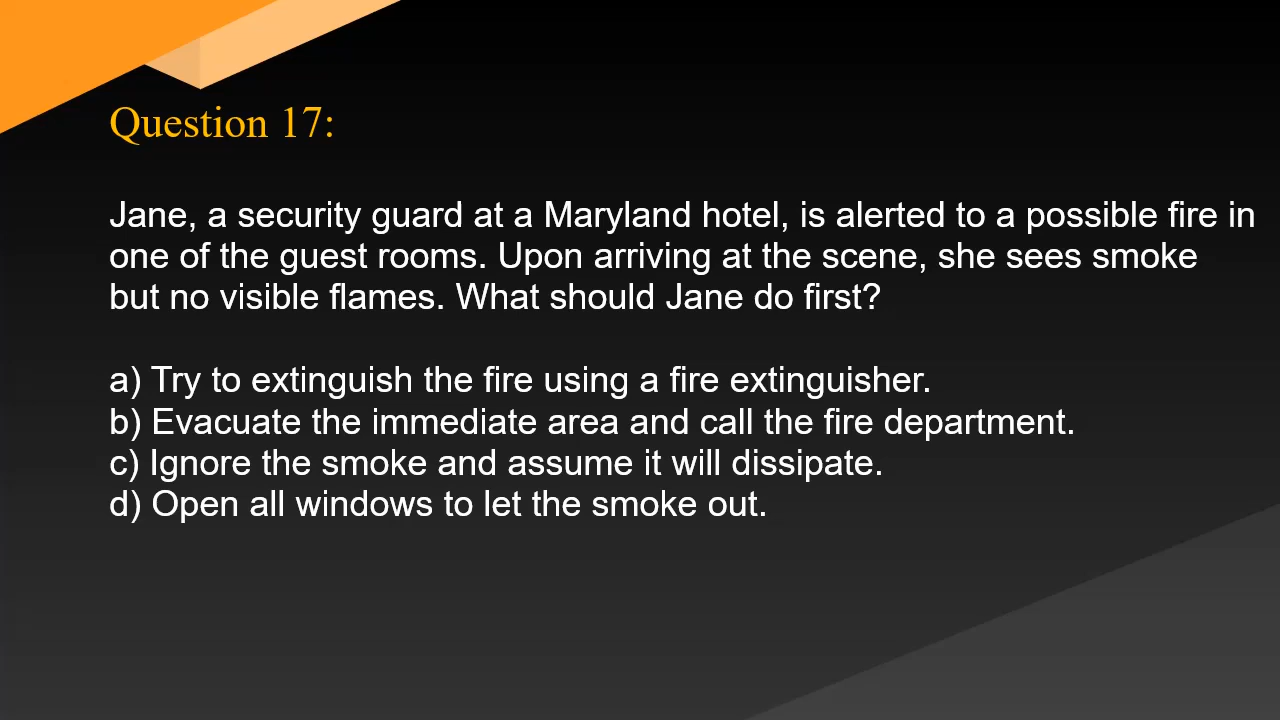 Question 17:
Jane, a security guard at a Maryland hotel, is alerted to a possible fire in
one of the guest rooms. Upon arriving at the scene, she sees smoke
but no visible flames. What should Jane do first?
a) Try to extinguish the fire using a fire extinguisher.
b) Evacuate the immediate area and call the fire department.
c) Ignore the smoke and assume it will dissipate.
d) Open all windows to let the smoke out.